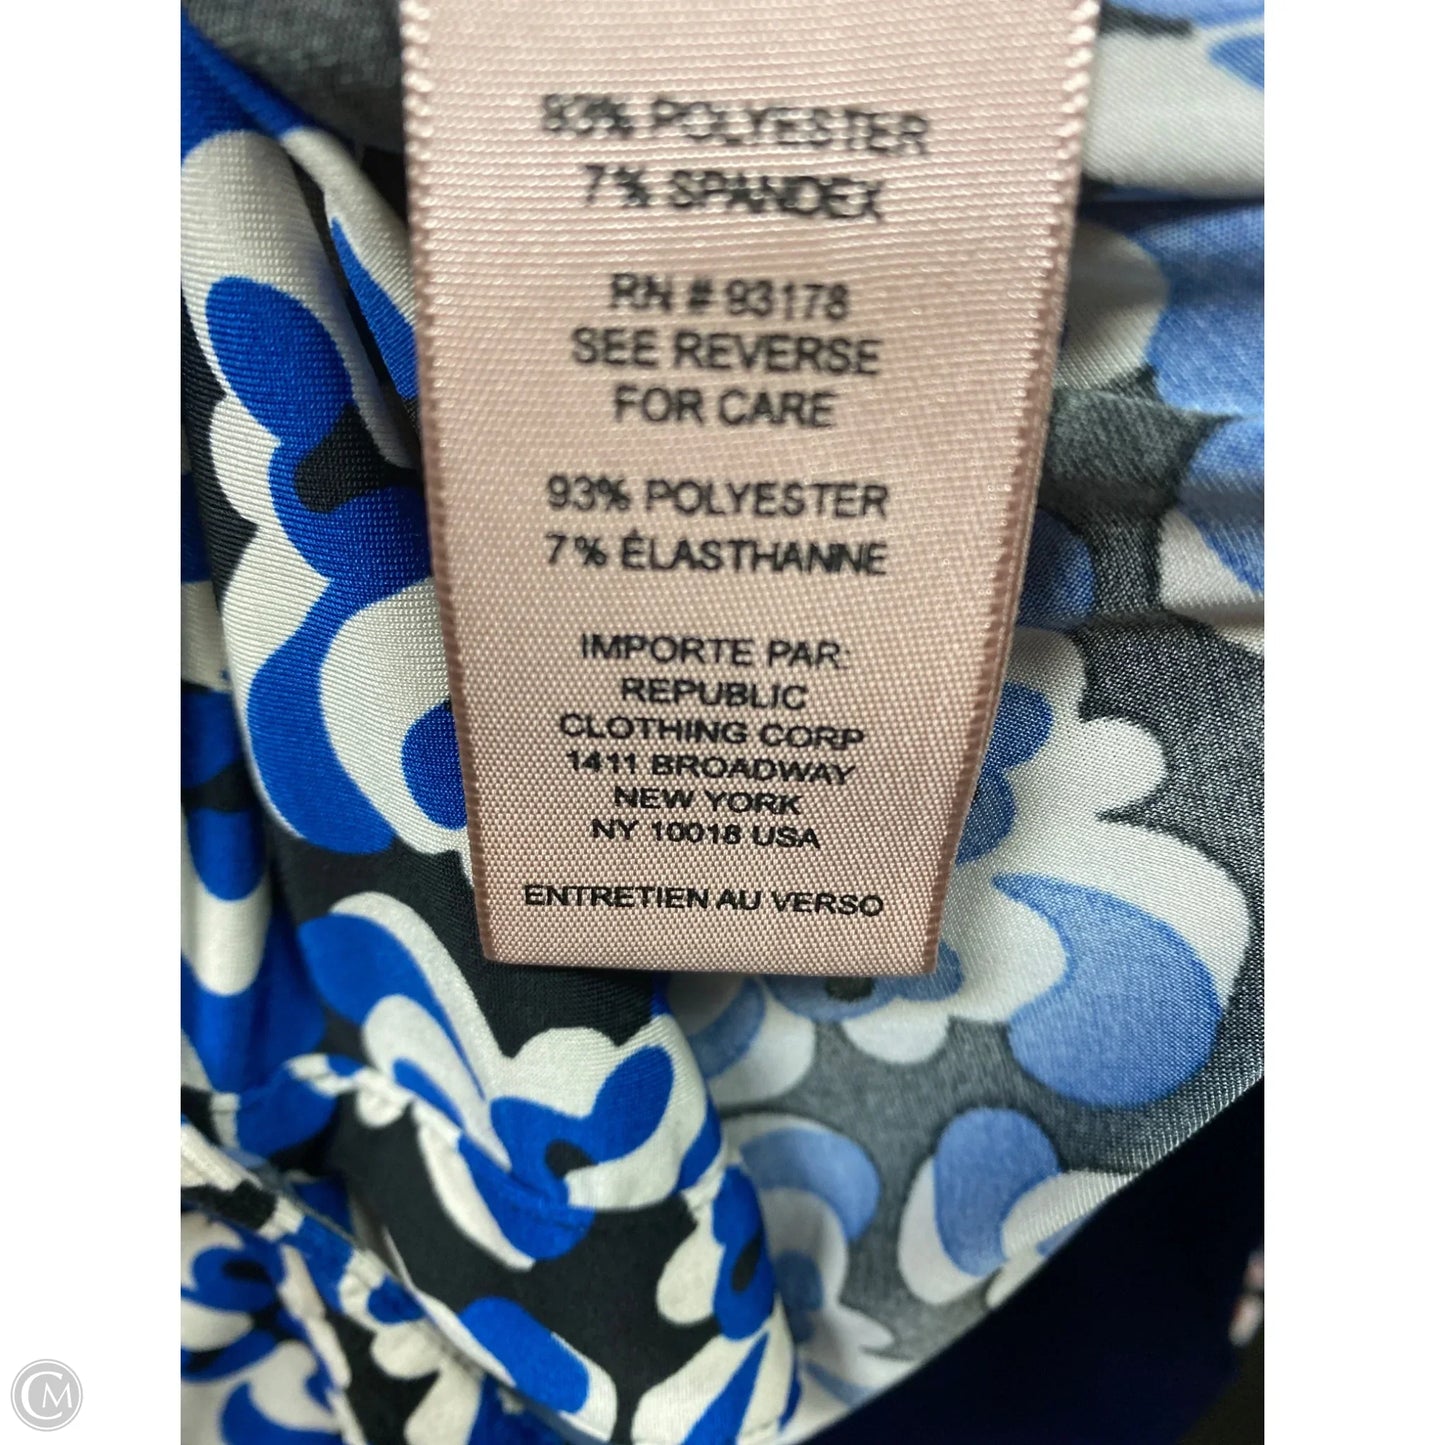 93% POLYESTER
7% SPANDEX
RN # 93178
SEE REVERSE
FOR CARE
93% POLYESTER
7% ÉLASTHANNE
IMPORTE PAR:
REPUBLIC
CLOTHING CORP
1411 BROADWAY
NEW YORK
NY 10018 USA
ENTRETIEN AU VERSO
CM